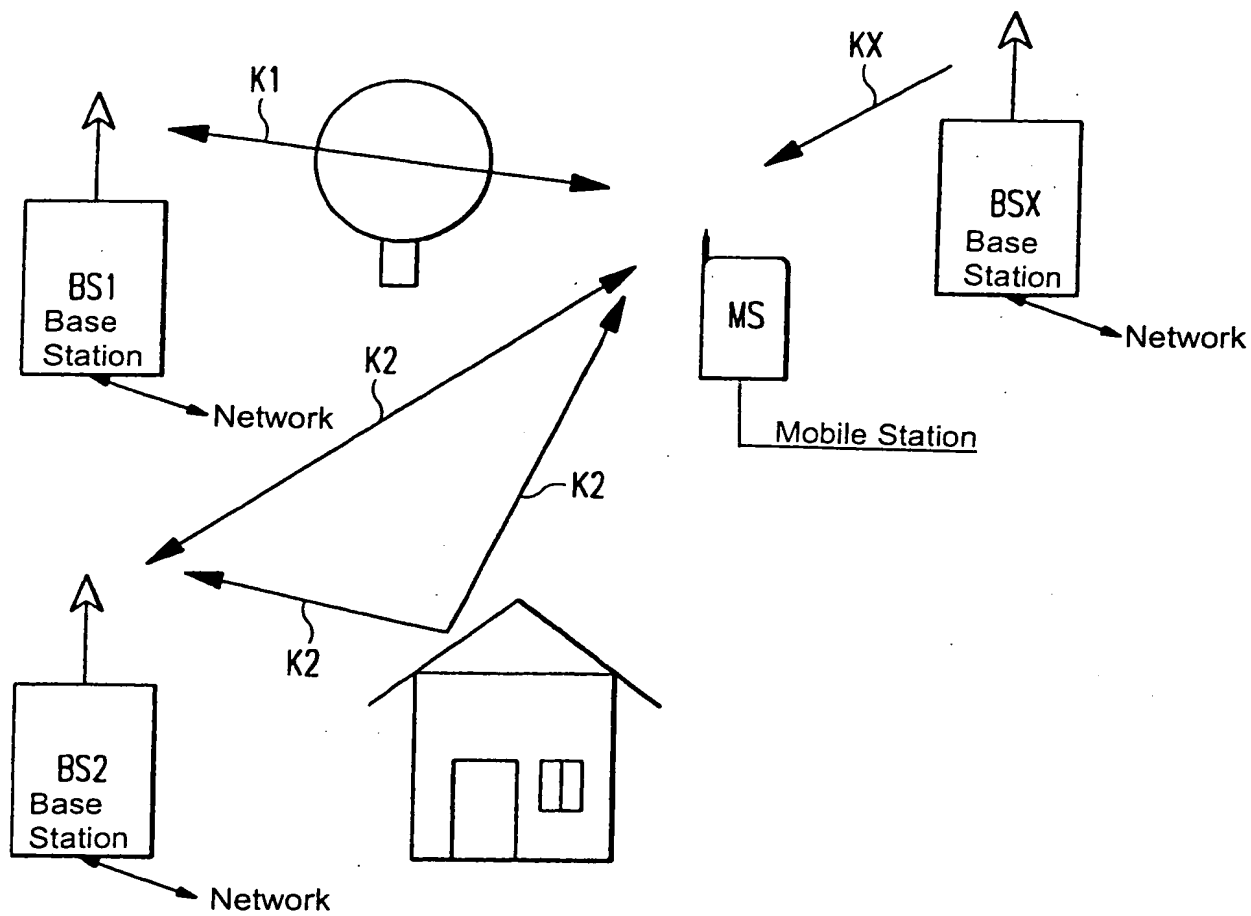 K1
KX
BS1
Base
Station
Network
BSX
Base
Station
Network
MS
Mobile Station
K2
K2
K2
BS2
Base
Station
Network